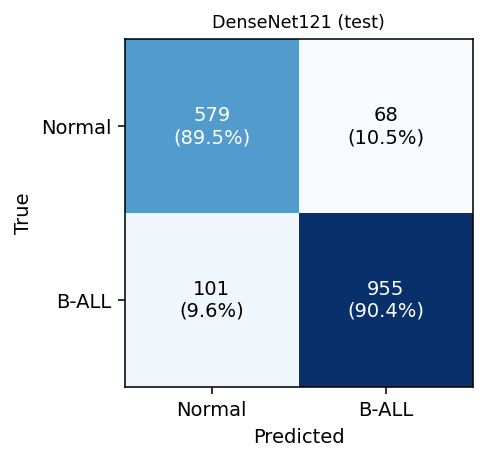 DenseNet121 (test)
True
Normal
579
(89.5%)
68
(10.5%)
B-ALL
101
(9.6%)
955
(90.4%)
Normal
B-ALL
Predicted